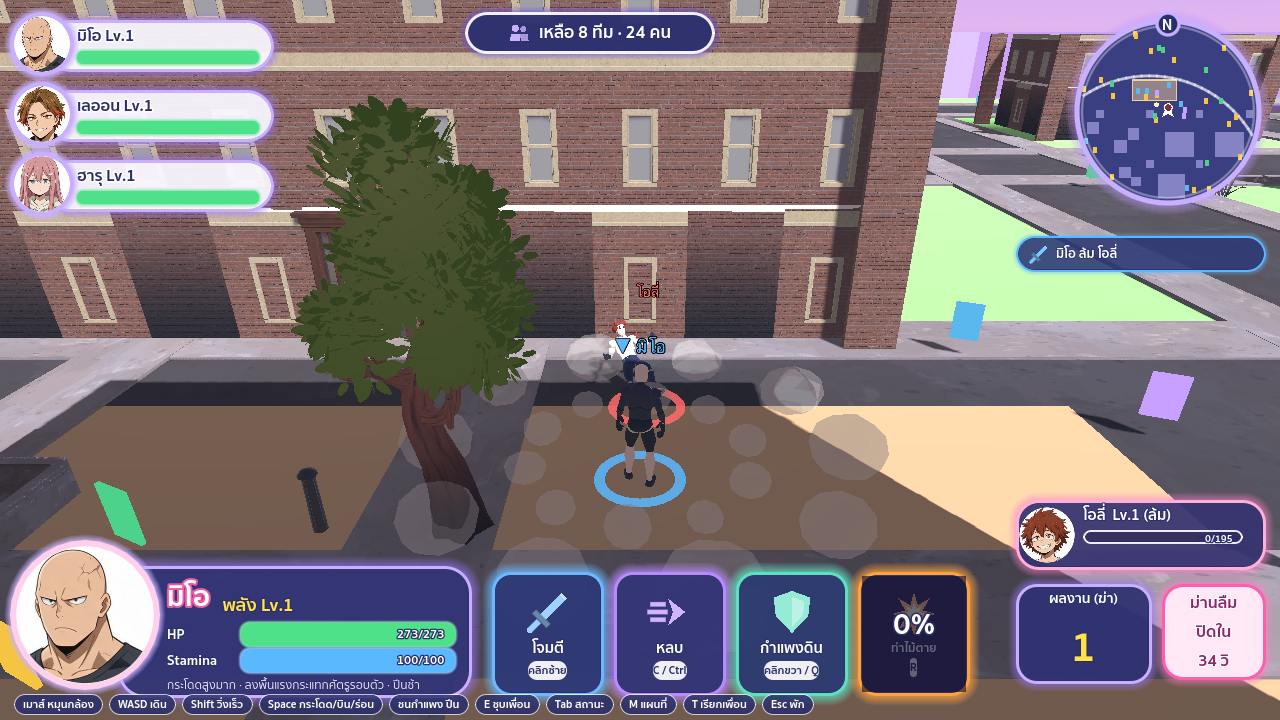 มิโอ Lv.1
เลออน Lv.1
ฮารุ Lv.1
เหลือ 8 ทีม · 24 คน
N
มิโอ ล้ม โอลี่
โอลี่
มิโอ
โอลี่ Lv.1 (ล้ม)
0/195
มิโอ พลัง Lv.1
HP 273/273
Stamina 100/100
กระโดดสูงมาก · ลงพื้นแรงกระแทกศัตรูรอบตัว · ปีนช้า
โจมตี
คลิกซ้าย
หลบ
C / Ctrl
กำแพงดิน
คลิกขวา / Q
0%
ท่าไม้ตาย
R
ผลงาน (ฆ่า)
1
ม่านลืม
ปิดใน
34 วิ
เมาส์ หมุนกล้อง
WASD เดิน
Shift วิ่งเร็ว
Space กระโดด/บิน/ร่อน
ชนกำแพง ปีน
E ชุบเพื่อน
Tab สถานะ
M แผนที่
T เรียกเพื่อน
Esc พัก